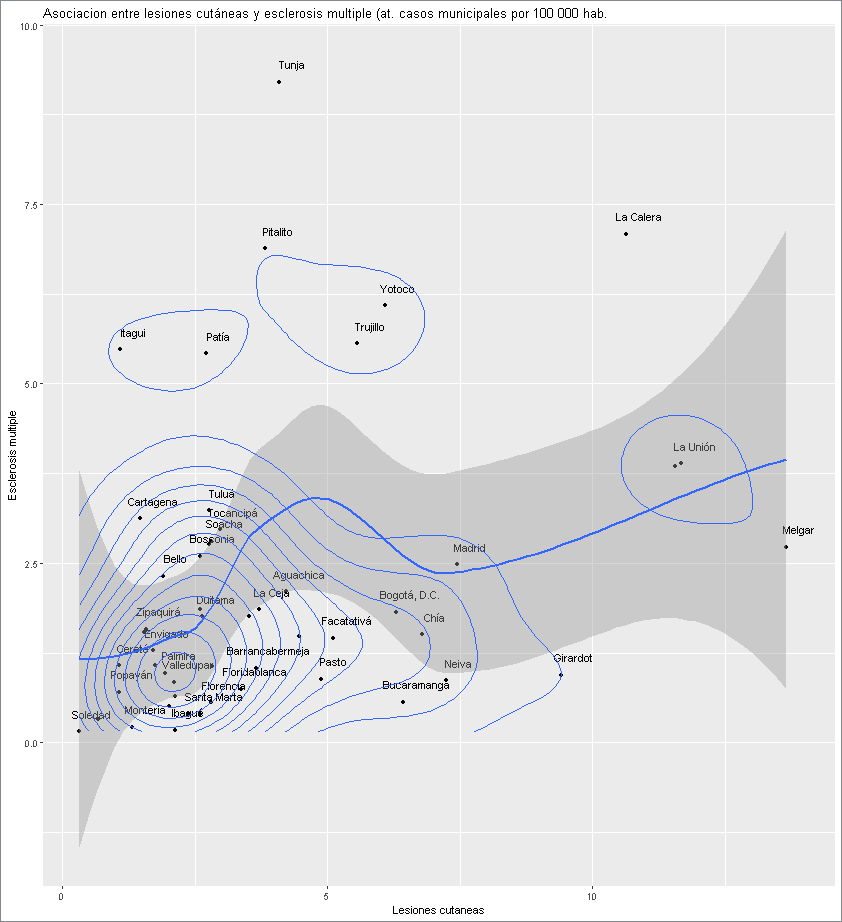 Asociacion entre lesiones cutáneas y esclerosis multiple (at. casos municipales por 100 000 hab.
10.0
Tunja
7.5
La Calera
Pitalito
Yotoco
Trujillo
Itagui
Patía
5.0
Esclerosis multiple
La Unión
Tuluá
Cartagena
Tocancipá
Soacha
Melgar
Bosconia
Madrid
2.5
Bello
Aguachica
La Ceja
Bogotá, D.C.
Duitama
Zipaquirá
Chía
Facatativá
Envigado
Cereté
Barrancabermeja
Palmira
Valledupar
Pasto
Neiva
Girardot
Popayán
Floridablanca
Florencia
Bucaramanga
Santa Marta
Montería
Ibagué
Soledad
0.0
0
5
10
Lesiones cutaneas